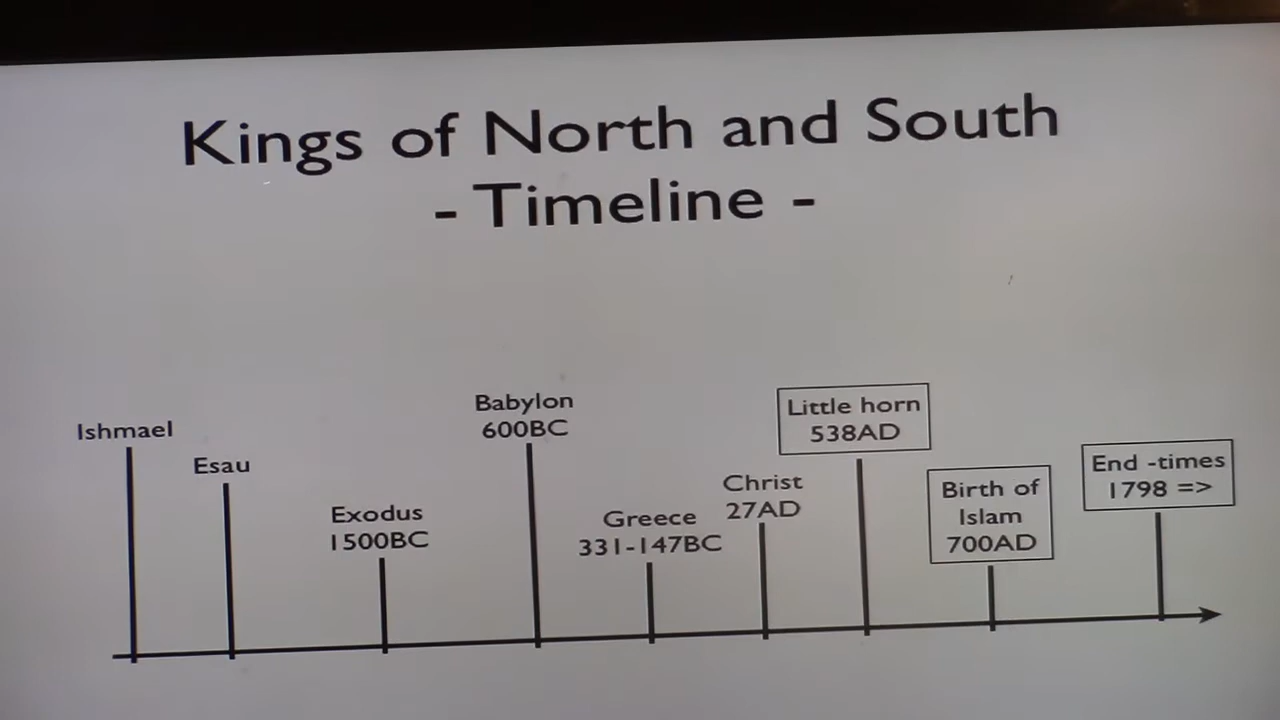 Kings of North and South
- Timeline -
Ishmael
Esau
Exodus
1500BC
Babylon
600BC
Greece
331-147BC
Christ
27AD
Little horn
538AD
Birth of
Islam
700AD
End -times
1798 =>